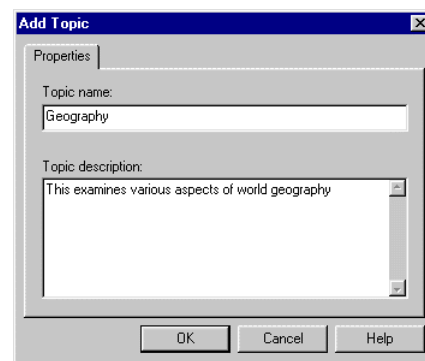 Add Topic
Properties
Topic name:
Geography
Topic description:
This examines various aspects of world geography
OK Cancel Help